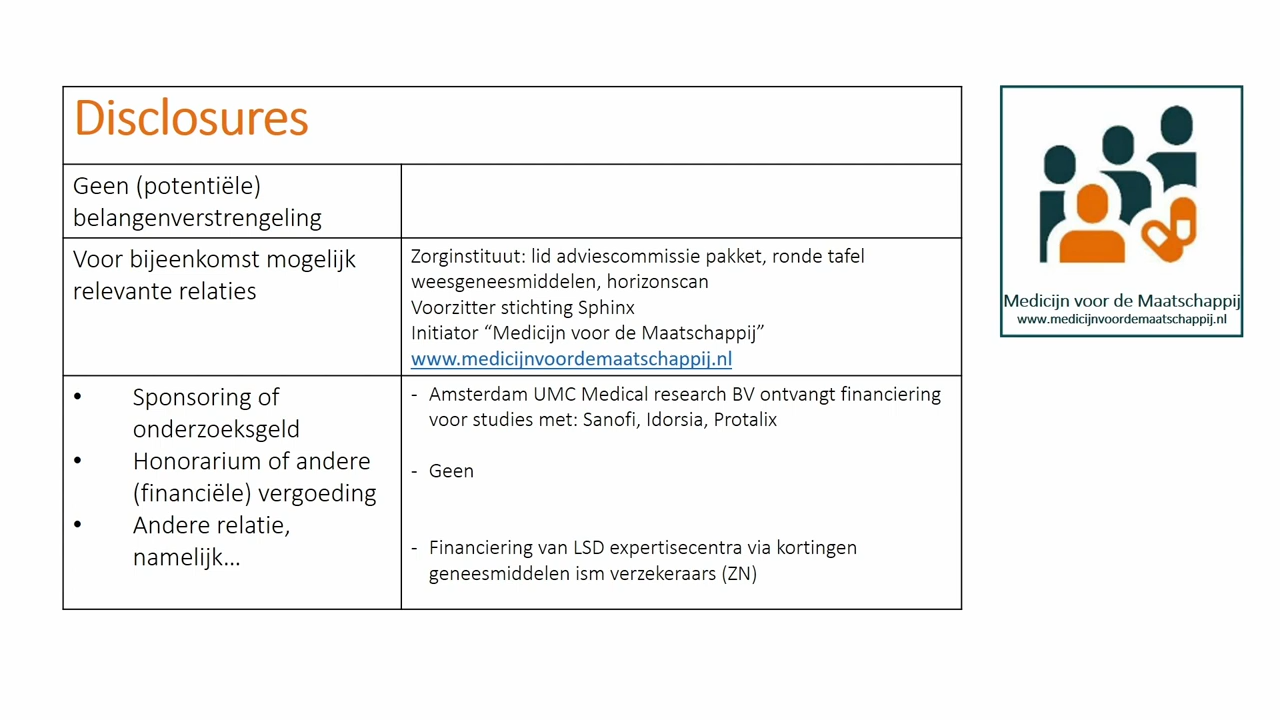 Disclosures
Geen (potentiële)
belangenverstrengeling
Voor bijeenkomst mogelijk
relevante relaties
Zorginstituut: lid adviescommissie pakket, ronde tafel
weesgeneesmiddelen, horizonscan
Voorzitter stichting Sphinx
Initiator “Medicijn voor de Maatschappij”
www.medicijnvoordemaatschappij.nl
• Sponsoring of
onderzoeksgeld
• Honorarium of andere
(financiële) vergoeding
• Andere relatie,
namelijk...
- Amsterdam UMC Medical research BV ontvangt financiering
voor studies met: Sanofi, Idorsia, Protalix
- Geen
- Financiering van LSD expertisecentra via kortingen
geneesmiddelen ism verzekeraars (ZN)
Medicijn voor de Maatschappij
www.medicijnvoordemaatschappij.nl